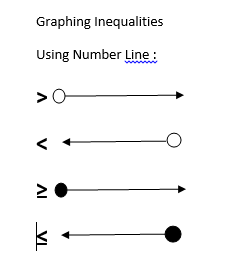 Graphing Inequalities
Using Number Line :
>
<
≥
≤